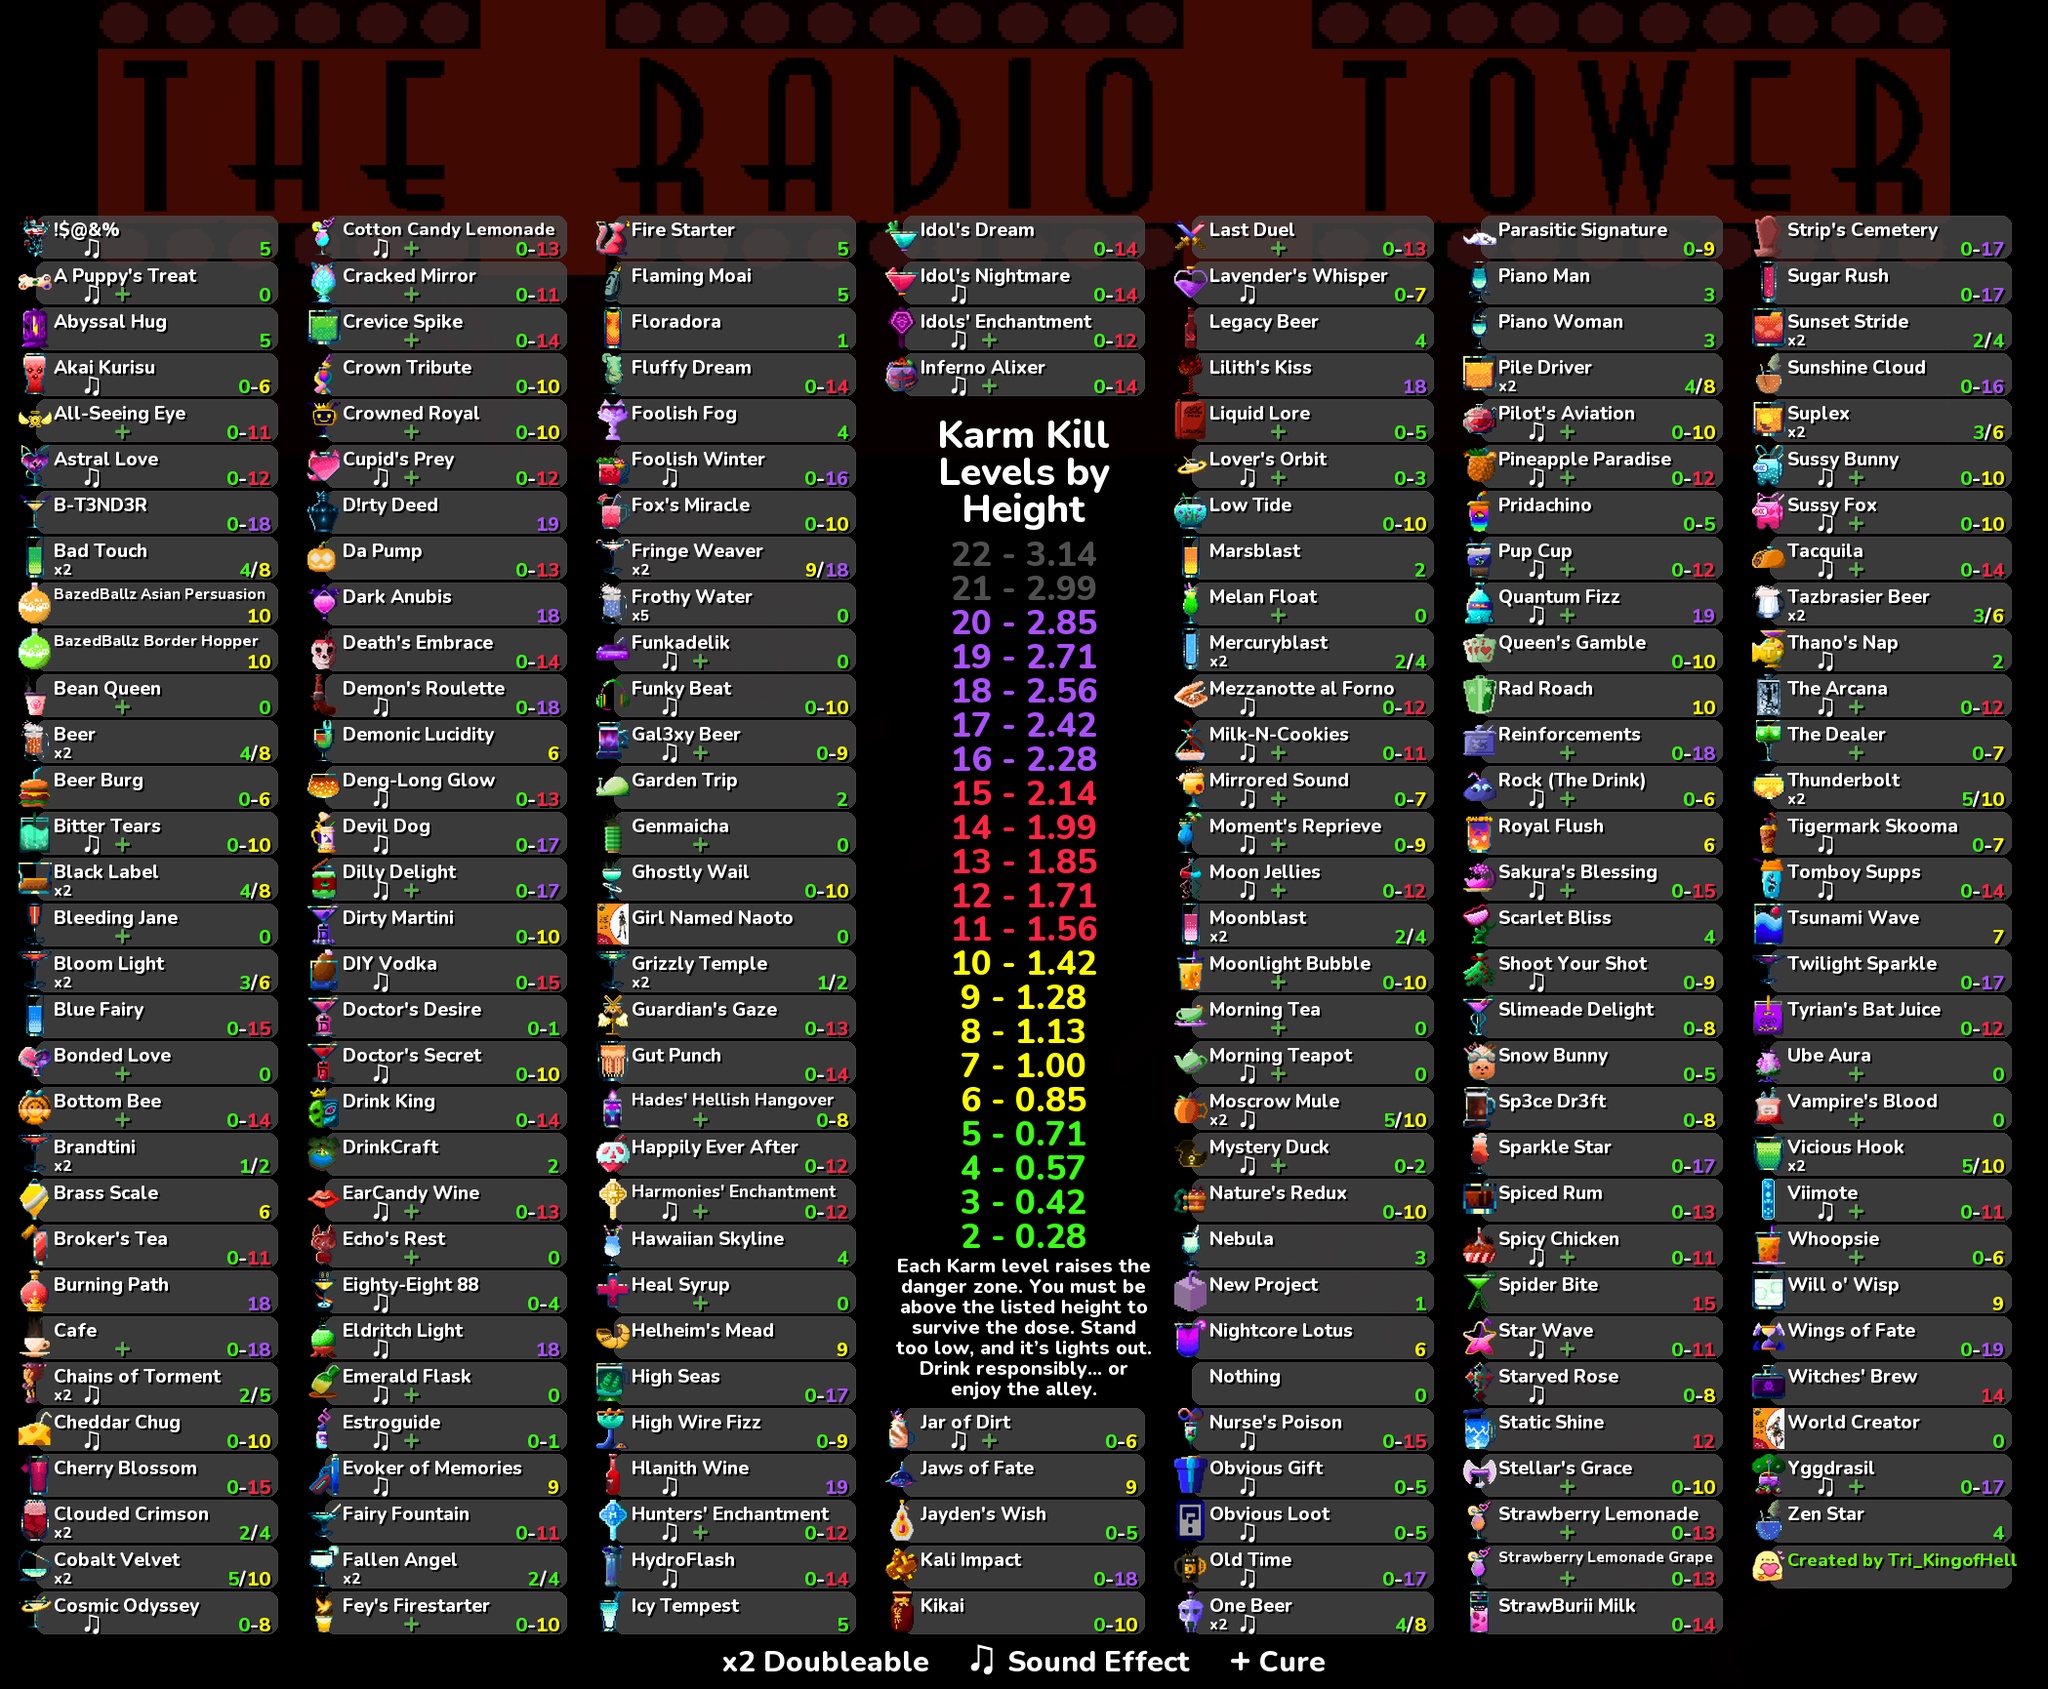 THE RADIO TOWER
!$@&%
♫ 5
A Puppy's Treat
♫ + 0
Abyssal Hug
5
Akai Kurisu
♫ 0-6
All-Seeing Eye
+ 0-11
Astral Love
♫ 0-12
B-T3ND3R
0-18
Bad Touch
x2 4/8
BazedBallz Asian Persuasion
10
BazedBallz Border Hopper
10
Bean Queen
+ 0
Beer
x2 4/8
Beer Burg
0-6
Bitter Tears
♫ + 0-10
Black Label
x2 4/8
Bleeding Jane
+ 0
Bloom Light
x2 3/6
Blue Fairy
0-15
Bonded Love
+ 0
Bottom Bee
+ 0-14
Brandtini
x2 1/2
Brass Scale
6
Broker's Tea
0-11
Burning Path
18
Cafe
+ 0-18
Chains of Torment
x2 ♫ 2/5
Cheddar Chug
♫ 0-10
Cherry Blossom
0-15
Clouded Crimson
x2 2/4
Cobalt Velvet
x2 5/10
Cosmic Odyssey
♫ 0-8
Cotton Candy Lemonade
♫ + 0-13
Cracked Mirror
+ 0-11
Crevice Spike
+ 0-14
Crown Tribute
0-10
Crowned Royal
+ 0-10
Cupid's Prey
♫ + 0-12
D!rty Deed
19
Da Pump
0-13
Dark Anubis
18
Death's Embrace
0-14
Demon's Roulette
♫ 0-18
Demonic Lucidity
6
Deng-Long Glow
♫ 0-13
Devil Dog
♫ 0-17
Dilly Delight
♫ + 0-17
Dirty Martini
0-10
DIY Vodka
♫ 0-15
Doctor's Desire
0-1
Doctor's Secret
♫ 0-10
Drink King
0-14
DrinkCraft
2
EarCandy Wine
♫ + 0-13
Echo's Rest
+ 0
Eighty-Eight 88
♫ 0-4
Eldritch Light
♫ 18
Emerald Flask
♫ + 0
Estroguide
♫ + 0-1
Evoker of Memories
♫ 9
Fairy Fountain
0-11
Fallen Angel
x2 2/4
Fey's Firestarter
+ 0-10
Fire Starter
5
Flaming Moai
5
Floradora
1
Fluffy Dream
0-14
Foolish Fog
4
Foolish Winter
♫ 0-16
Fox's Miracle
0-10
Fringe Weaver
x2 9/18
Frothy Water
x5 0
Funkadelik
♫ + 0
Funky Beat
♫ 0-10
Gal3xy Beer
♫ + 0-9
Garden Trip
2
Genmaicha
+ 0
Ghostly Wail
0-10
Girl Named Naoto
0
Grizzly Temple
x2 1/2
Guardian's Gaze
0-13
Gut Punch
0-14
Hades' Hellish Hangover
+ 0-8
Happily Ever After
0-12
Harmonies' Enchantment
♫ + 0-12
Hawaiian Skyline
4
Heal Syrup
+ 0
Helheim's Mead
9
High Seas
0-17
High Wire Fizz
0-9
Hlanith Wine
19
Hunters' Enchantment
♫ + 0-12
HydroFlash
♫ 0-14
Icy Tempest
5
Idol's Dream
0-14
Idol's Nightmare
♫ 0-14
Idols' Enchantment
♫ + 0-12
Inferno Alixer
♫ + 0-14
Karm Kill
Levels by
Height
22 - 3.14
21 - 2.99
20 - 2.85
19 - 2.71
18 - 2.56
17 - 2.42
16 - 2.28
15 - 2.14
14 - 1.99
13 - 1.85
12 - 1.71
11 - 1.56
10 - 1.42
9 - 1.28
8 - 1.13
7 - 1.00
6 - 0.85
5 - 0.71
4 - 0.57
3 - 0.42
2 - 0.28
Each Karm level raises the
danger zone. You must be
above the listed height to
survive the dose. Stand
too low, and it's lights out.
Drink responsibly... or
enjoy the alley.
Jar of Dirt
♫ + 0-6
Jaws of Fate
9
Jayden's Wish
0-5
Kali Impact
0-18
Kikai
0-10
Last Duel
+ 0-13
Lavender's Whisper
♫ 0-7
Legacy Beer
4
Lilith's Kiss
18
Liquid Lore
+ 0-5
Lover's Orbit
♫ + 0-3
Low Tide
0-10
Marsblast
2
Melan Float
+ 0
Mercuryblast
x2 2/4
Mezzanotte al Forno
♫ 0-12
Milk-N-Cookies
♫ + 0-11
Mirrored Sound
♫ + 0-7
Moment's Reprieve
♫ + 0-9
Moon Jellies
♫ + 0-12
Moonblast
x2 2/4
Moonlight Bubble
+ 0-10
Morning Tea
+ 0
Morning Teapot
♫ + 0
Moscrow Mule
x2 ♫ 5/10
Mystery Duck
♫ + 0-2
Nature's Redux
0-10
Nebula
3
New Project
1
Nightcore Lotus
6
Nothing
0
Nurse's Poison
♫ 0-15
Obvious Gift
♫ 0-5
Obvious Loot
♫ 0-5
Old Time
♫ 0-17
One Beer
x2 ♫ 4/8
Parasitic Signature
0-9
Piano Man
3
Piano Woman
3
Pile Driver
x2 4/8
Pilot's Aviation
♫ + 0-10
Pineapple Paradise
♫ + 0-12
Pridachino
0-5
Pup Cup
♫ + 0-12
Quantum Fizz
♫ + 19
Queen's Gamble
0-10
Rad Roach
10
Reinforcements
+ 0-18
Rock (The Drink)
♫ + 0-6
Royal Flush
6
Sakura's Blessing
♫ + 0-15
Scarlet Bliss
4
Shoot Your Shot
♫ 0-9
Slimeade Delight
0-8
Snow Bunny
0-5
Sp3ce Dr3ft
0-8
Sparkle Star
0-17
Spiced Rum
0-13
Spicy Chicken
♫ + 0-11
Spider Bite
15
Star Wave
♫ + 0-11
Starved Rose
♫ 0-8
Static Shine
12
Stellar's Grace
+ 0-10
Strawberry Lemonade
+ 0-13
Strawberry Lemonade Grape
+ 0-13
StrawBurii Milk
0-14
Strip's Cemetery
0-17
Sugar Rush
0-17
Sunset Stride
x2 2/4
Sunshine Cloud
0-16
Suplex
x2 3/6
Sussy Bunny
♫ + 0-10
Sussy Fox
♫ + 0-10
Tacquila
♫ + 0-14
Tazbrasier Beer
x2 3/6
Thano's Nap
♫ 2
The Arcana
♫ + 0-12
The Dealer
+ 0-7
Thunderbolt
x2 5/10
Tigermark Skooma
♫ 0-7
Tomboy Supps
♫ 0-14
Tsunami Wave
7
Twilight Sparkle
0-17
Tyrian's Bat Juice
0-12
Ube Aura
+ 0
Vampire's Blood
+ 0
Vicious Hook
x2 5/10
Viimote
♫ + 0-11
Whoopsie
+ 0-6
Will o' Wisp
9
Wings of Fate
0-19
Witches' Brew
14
World Creator
0
Yggdrasil
♫ + 0-17
Zen Star
4
Created by Tri_KingofHell
x2 Doubleable ♫ Sound Effect + Cure